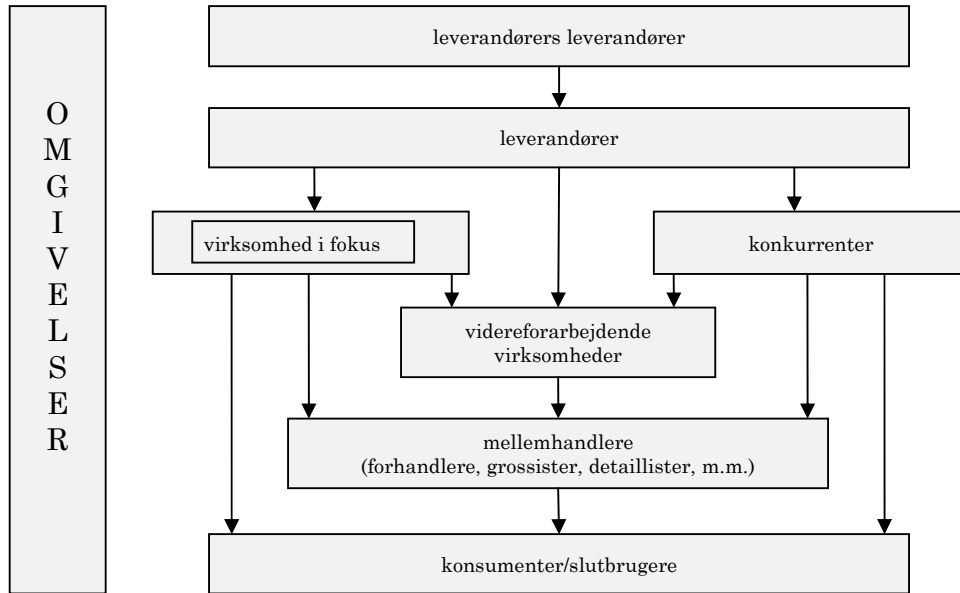 O
M
G
I
V
E
L
S
E
R
leverandørers leverandører
leverandører
virksomhed i fokus
konkurrenter
videreforarbejdende
virksomheder
mellemhandlere
(forhandlere, grossister, detaillister, m.m.)
konsumenter/slutbrugere